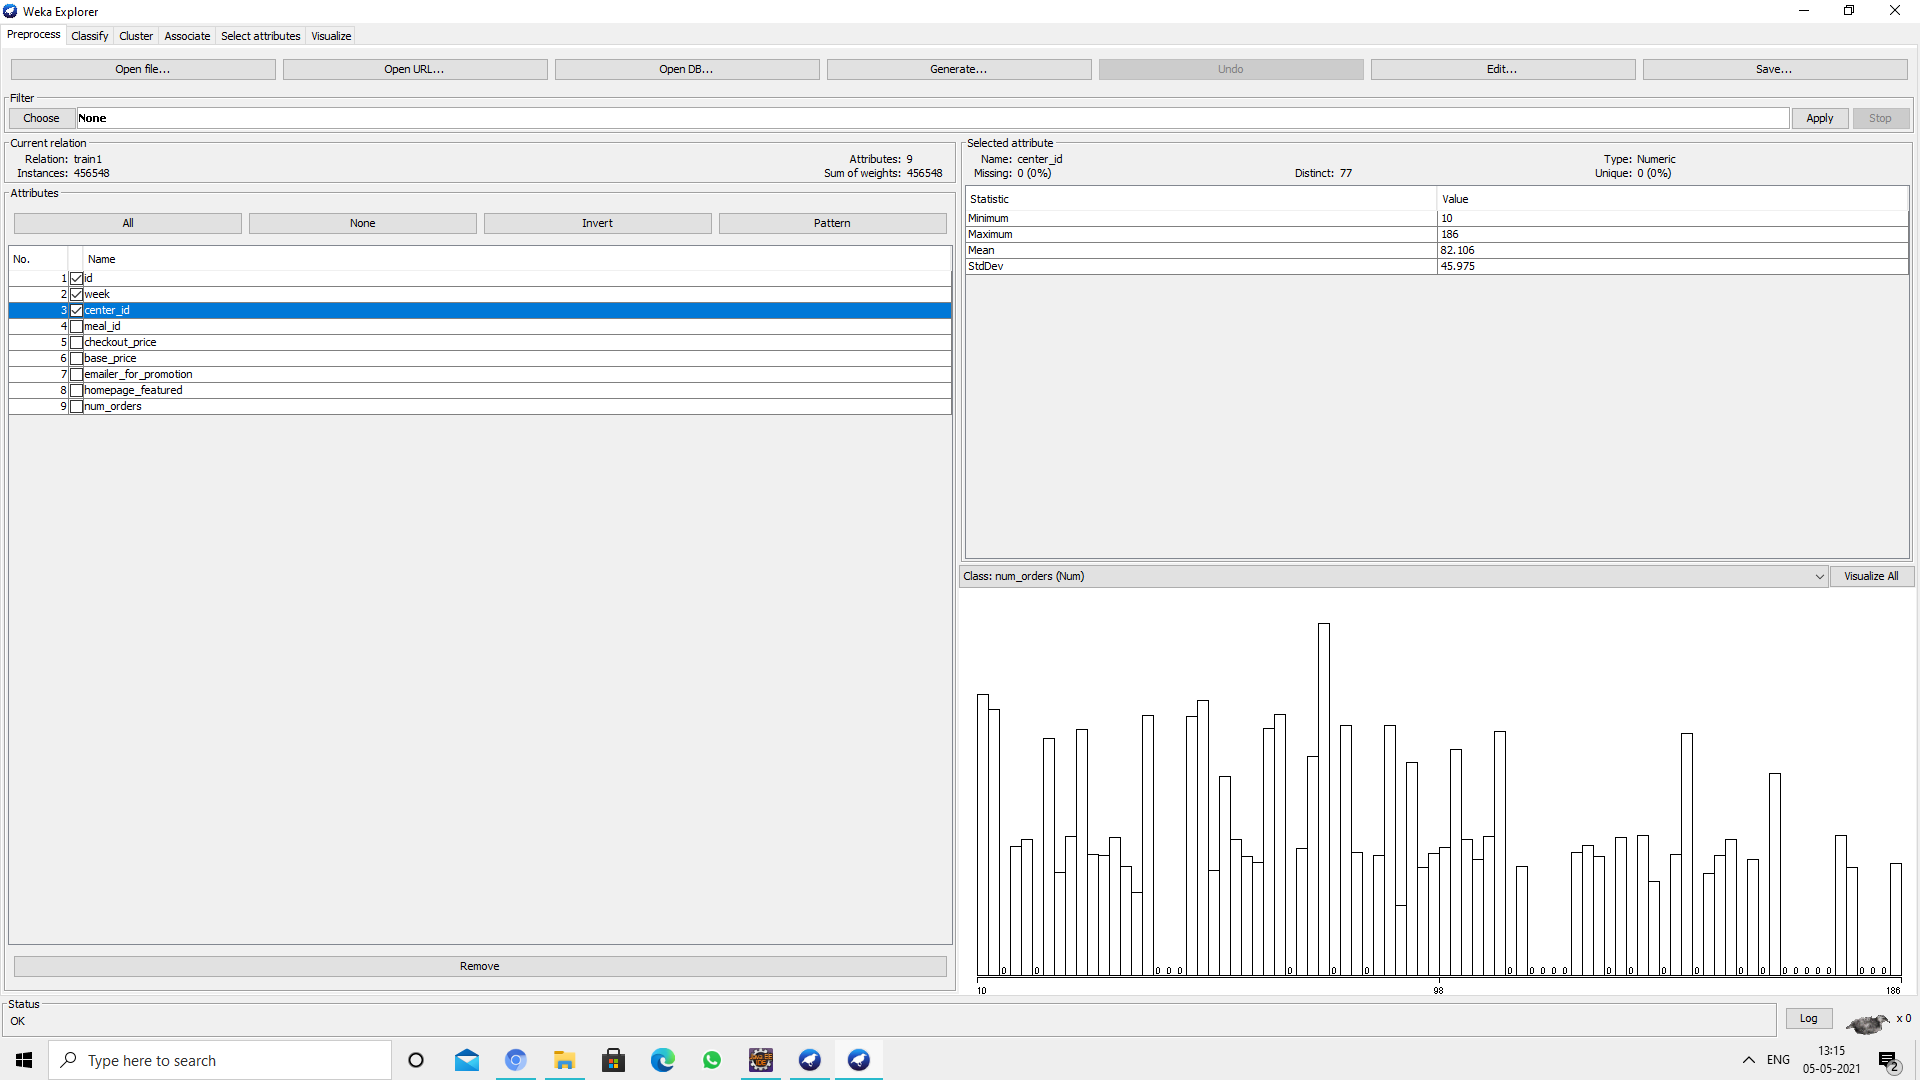 Weka Explorer
Preprocess Classify Cluster Associate Select attributes Visualize
Open file... Open URL... Open DB... Generate... Undo Edit... Save...
Filter
Choose None Apply Stop
Current relation
Relation: train1 Attributes: 9
Instances: 456548 Sum of weights: 456548
Attributes
All None Invert Pattern
No. Name
1 id
2 week
3 center_id
4 meal_id
5 checkout_price
6 base_price
7 emailer_for_promotion
8 homepage_featured
9 num_orders
Remove
Selected attribute
Name: center_id Type: Numeric
Missing: 0 (0%) Distinct: 77 Unique: 0 (0%)
Statistic Value
Minimum 10
Maximum 186
Mean 82.106
StdDev 45.975
Class: num_orders (Num) Visualize All
0 0 0 0 0 0 0 0 0 0 0 0 0 0 0 0 0 0 0 0 0 0 0 0 0 0 0
10 98 186
Status
OK
Log x 0
Type here to search
ENG
13:15
05-05-2021
2